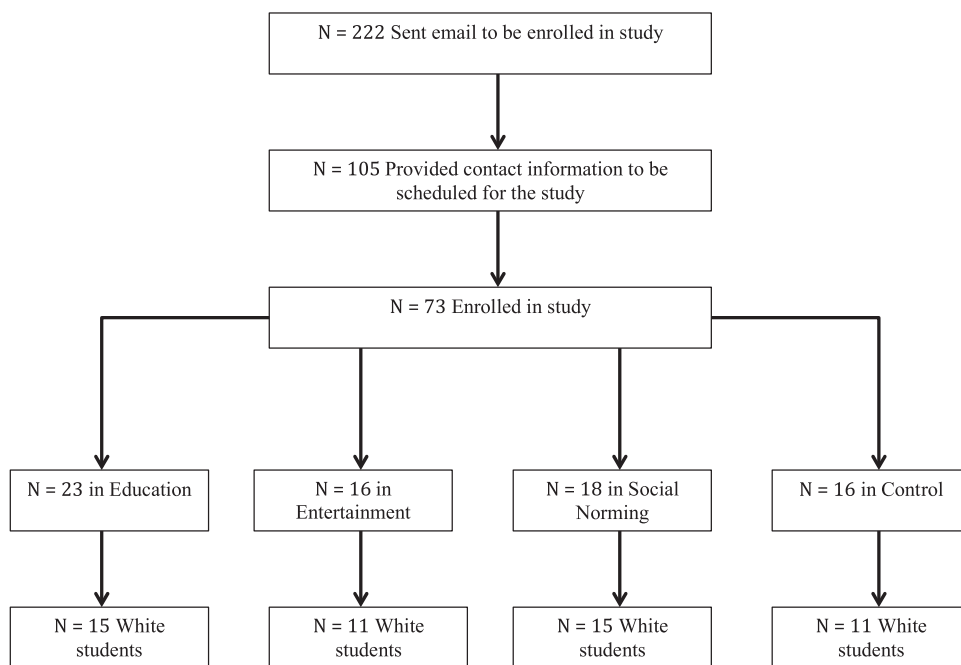 N = 222 Sent email to be enrolled in study
N = 105 Provided contact information to be
scheduled for the study
N = 73 Enrolled in study
N = 23 in Education
N = 16 in
Entertainment
N = 18 in Social
Norming
N = 16 in Control
N = 15 White
students
N = 11 White
students
N = 15 White
students
N = 11 White
students